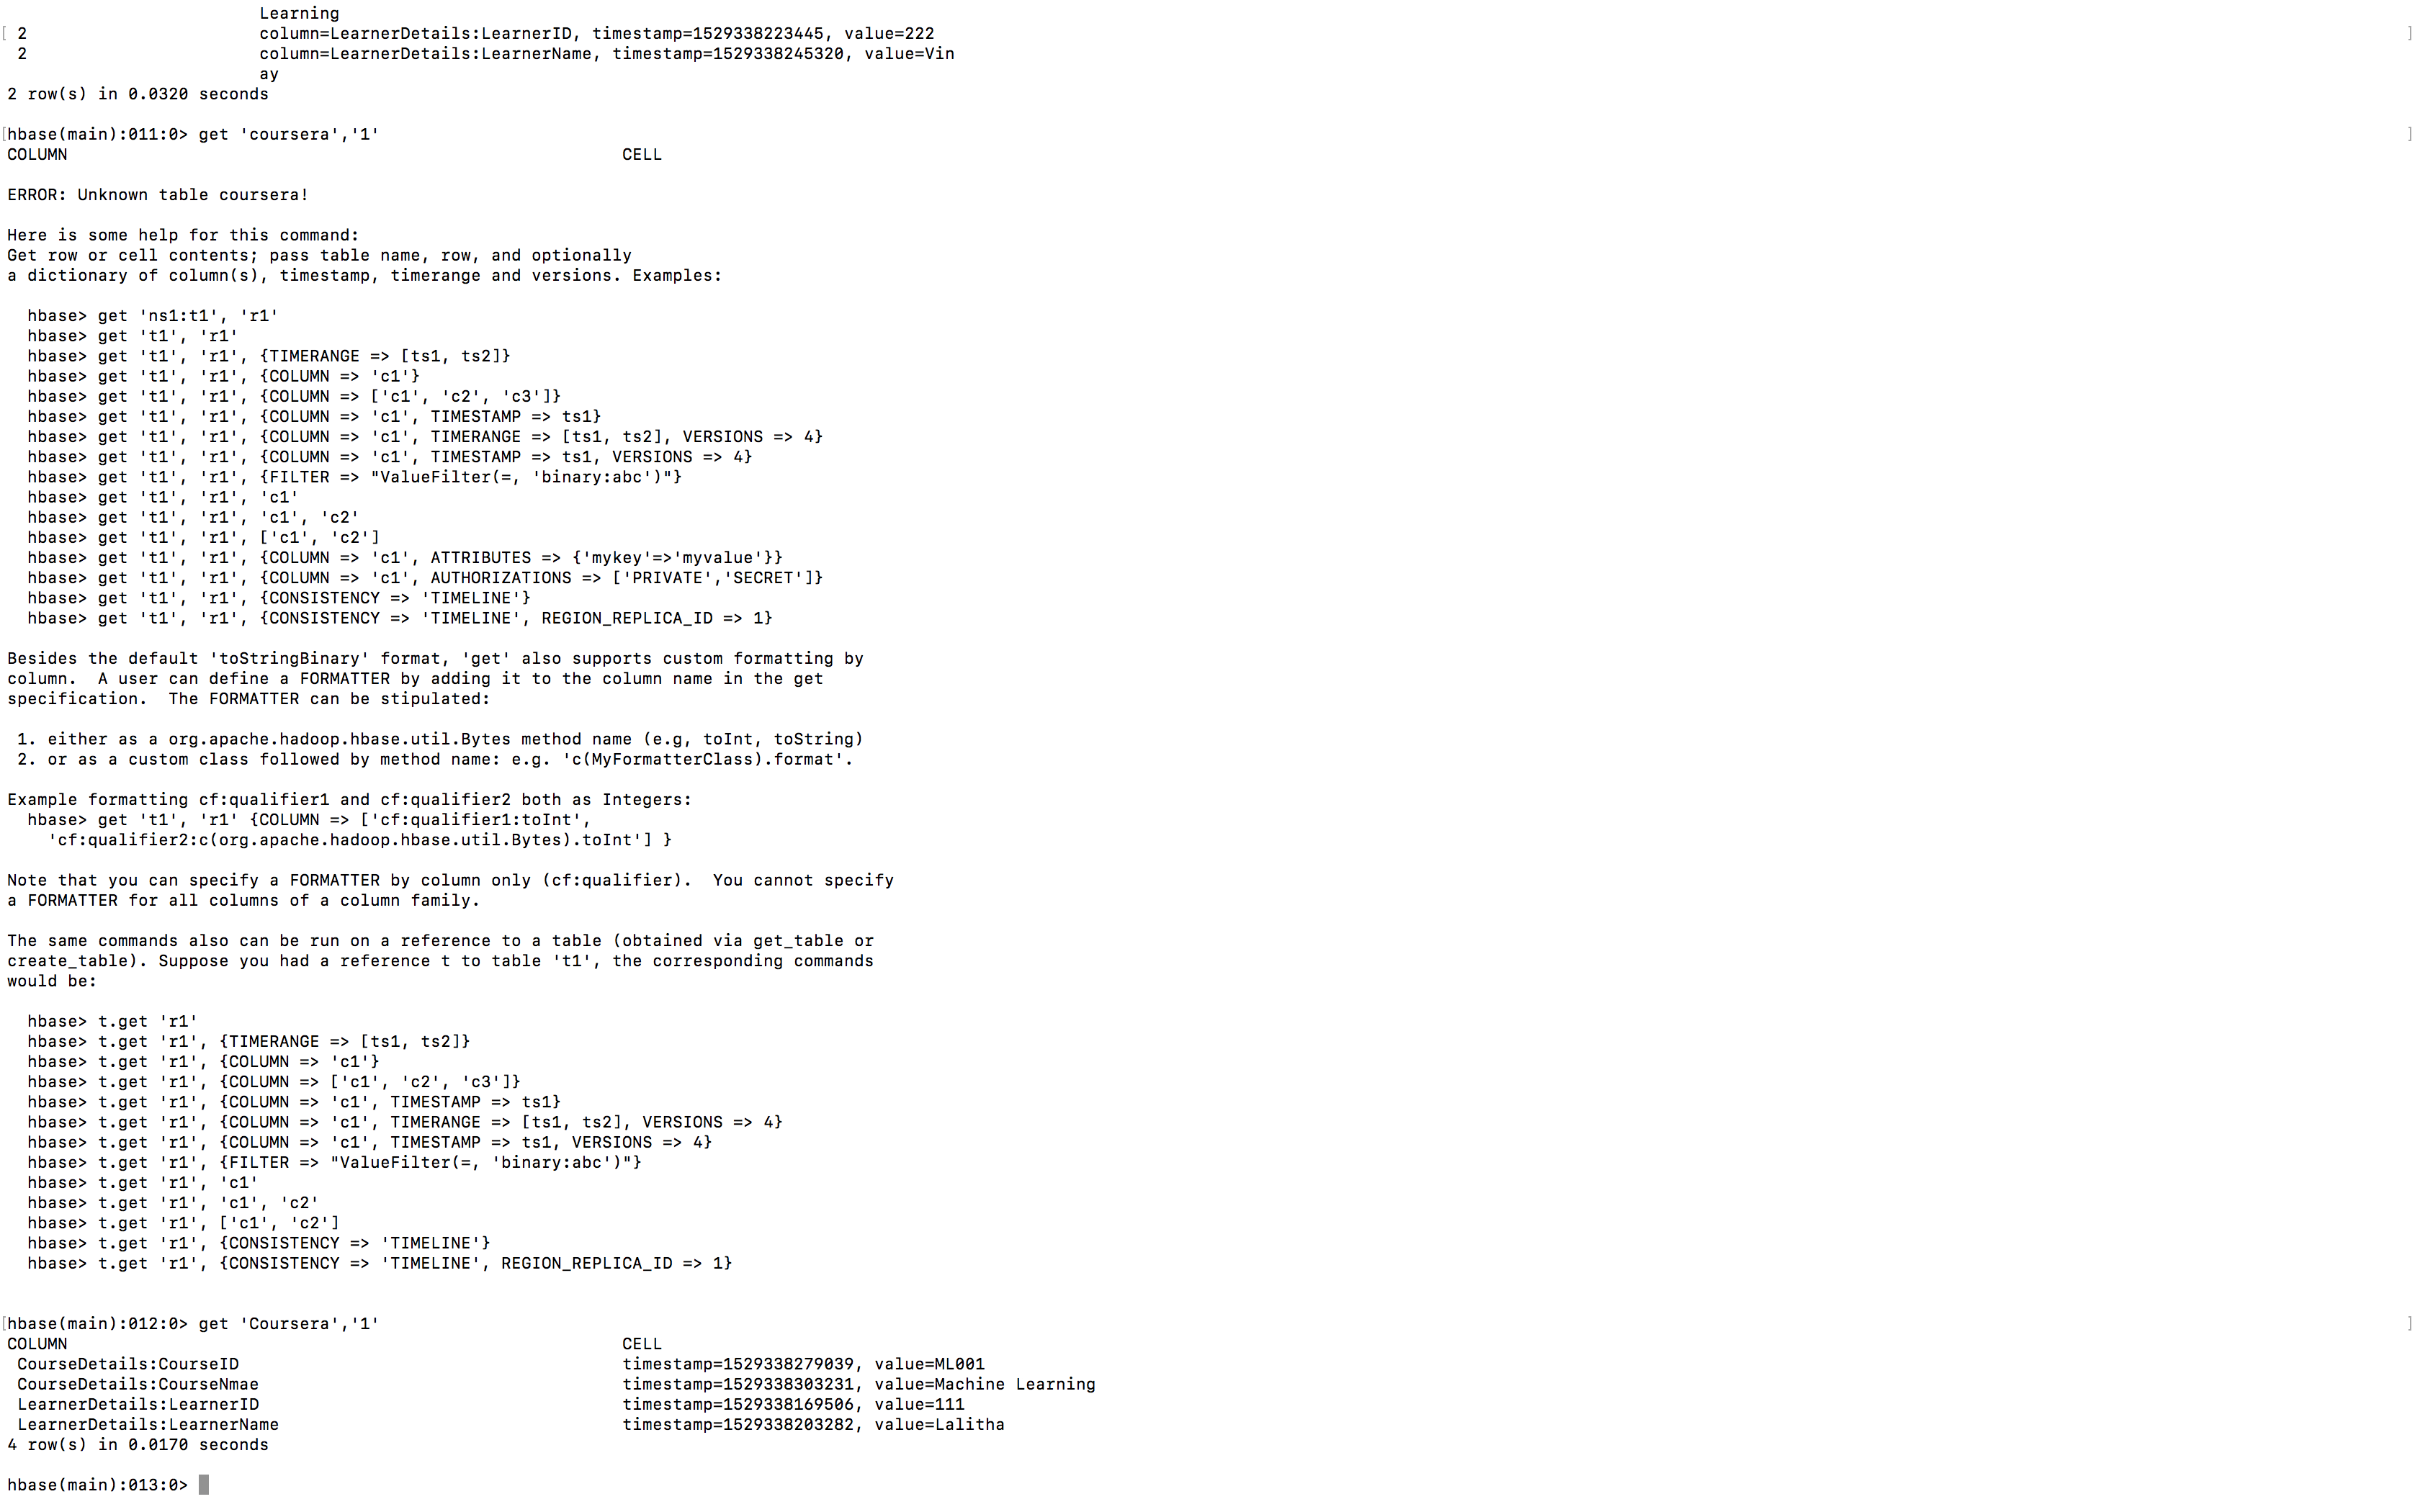 Learning
2 column=LearnerDetails:LearnerID, timestamp=1529338223445, value=222
2 column=LearnerDetails:LearnerName, timestamp=1529338245320, value=Vin
ay
2 row(s) in 0.0320 seconds
hbase(main):011:0> get 'coursera','1'
COLUMN CELL
ERROR: Unknown table coursera!
Here is some help for this command:
Get row or cell contents; pass table name, row, and optionally
a dictionary of column(s), timestamp, timerange and versions. Examples:
hbase> get 'ns1:t1', 'r1'
hbase> get 't1', 'r1'
hbase> get 't1', 'r1', {TIMERANGE => [ts1, ts2]}
hbase> get 't1', 'r1', {COLUMN => 'c1'}
hbase> get 't1', 'r1', {COLUMN => ['c1', 'c2', 'c3']}
hbase> get 't1', 'r1', {COLUMN => 'c1', TIMESTAMP => ts1}
hbase> get 't1', 'r1', {COLUMN => 'c1', TIMERANGE => [ts1, ts2], VERSIONS => 4}
hbase> get 't1', 'r1', {COLUMN => 'c1', TIMESTAMP => ts1, VERSIONS => 4}
hbase> get 't1', 'r1', {FILTER => "ValueFilter(=, 'binary:abc')"}
hbase> get 't1', 'r1', 'c1'
hbase> get 't1', 'r1', 'c1', 'c2'
hbase> get 't1', 'r1', ['c1', 'c2']
hbase> get 't1', 'r1', {COLUMN => 'c1', ATTRIBUTES => {'mykey'=>'myvalue'}}
hbase> get 't1', 'r1', {COLUMN => 'c1', AUTHORIZATIONS => ['PRIVATE','SECRET']}
hbase> get 't1', 'r1', {CONSISTENCY => 'TIMELINE'}
hbase> get 't1', 'r1', {CONSISTENCY => 'TIMELINE', REGION_REPLICA_ID => 1}
Besides the default 'toStringBinary' format, 'get' also supports custom formatting by
column.  A user can define a FORMATTER by adding it to the column name in the get
specification.  The FORMATTER can be stipulated:
1. either as a org.apache.hadoop.hbase.util.Bytes method name (e.g, toInt, toString)
2. or as a custom class followed by method name: e.g. 'c(MyFormatterClass).format'.
Example formatting cf:qualifier1 and cf:qualifier2 both as Integers:
hbase> get 't1', 'r1' {COLUMN => ['cf:qualifier1:toInt',
'cf:qualifier2:c(org.apache.hadoop.hbase.util.Bytes).toInt'] }
Note that you can specify a FORMATTER by column only (cf:qualifier).  You cannot specify
a FORMATTER for all columns of a column family.
The same commands also can be run on a reference to a table (obtained via get_table or
create_table). Suppose you had a reference t to table 't1', the corresponding commands
would be:
hbase> t.get 'r1'
hbase> t.get 'r1', {TIMERANGE => [ts1, ts2]}
hbase> t.get 'r1', {COLUMN => 'c1'}
hbase> t.get 'r1', {COLUMN => ['c1', 'c2', 'c3']}
hbase> t.get 'r1', {COLUMN => 'c1', TIMESTAMP => ts1}
hbase> t.get 'r1', {COLUMN => 'c1', TIMERANGE => [ts1, ts2], VERSIONS => 4}
hbase> t.get 'r1', {COLUMN => 'c1', TIMESTAMP => ts1, VERSIONS => 4}
hbase> t.get 'r1', {FILTER => "ValueFilter(=, 'binary:abc')"}
hbase> t.get 'r1', 'c1'
hbase> t.get 'r1', 'c1', 'c2'
hbase> t.get 'r1', ['c1', 'c2']
hbase> t.get 'r1', {CONSISTENCY => 'TIMELINE'}
hbase> t.get 'r1', {CONSISTENCY => 'TIMELINE', REGION_REPLICA_ID => 1}
hbase(main):012:0> get 'Coursera','1'
COLUMN CELL
CourseDetails:CourseID timestamp=1529338279039, value=ML001
CourseDetails:CourseNmae timestamp=1529338303231, value=Machine Learning
LearnerDetails:LearnerID timestamp=1529338169506, value=111
LearnerDetails:LearnerName timestamp=1529338203282, value=Lalitha
4 row(s) in 0.0170 seconds
hbase(main):013:0>